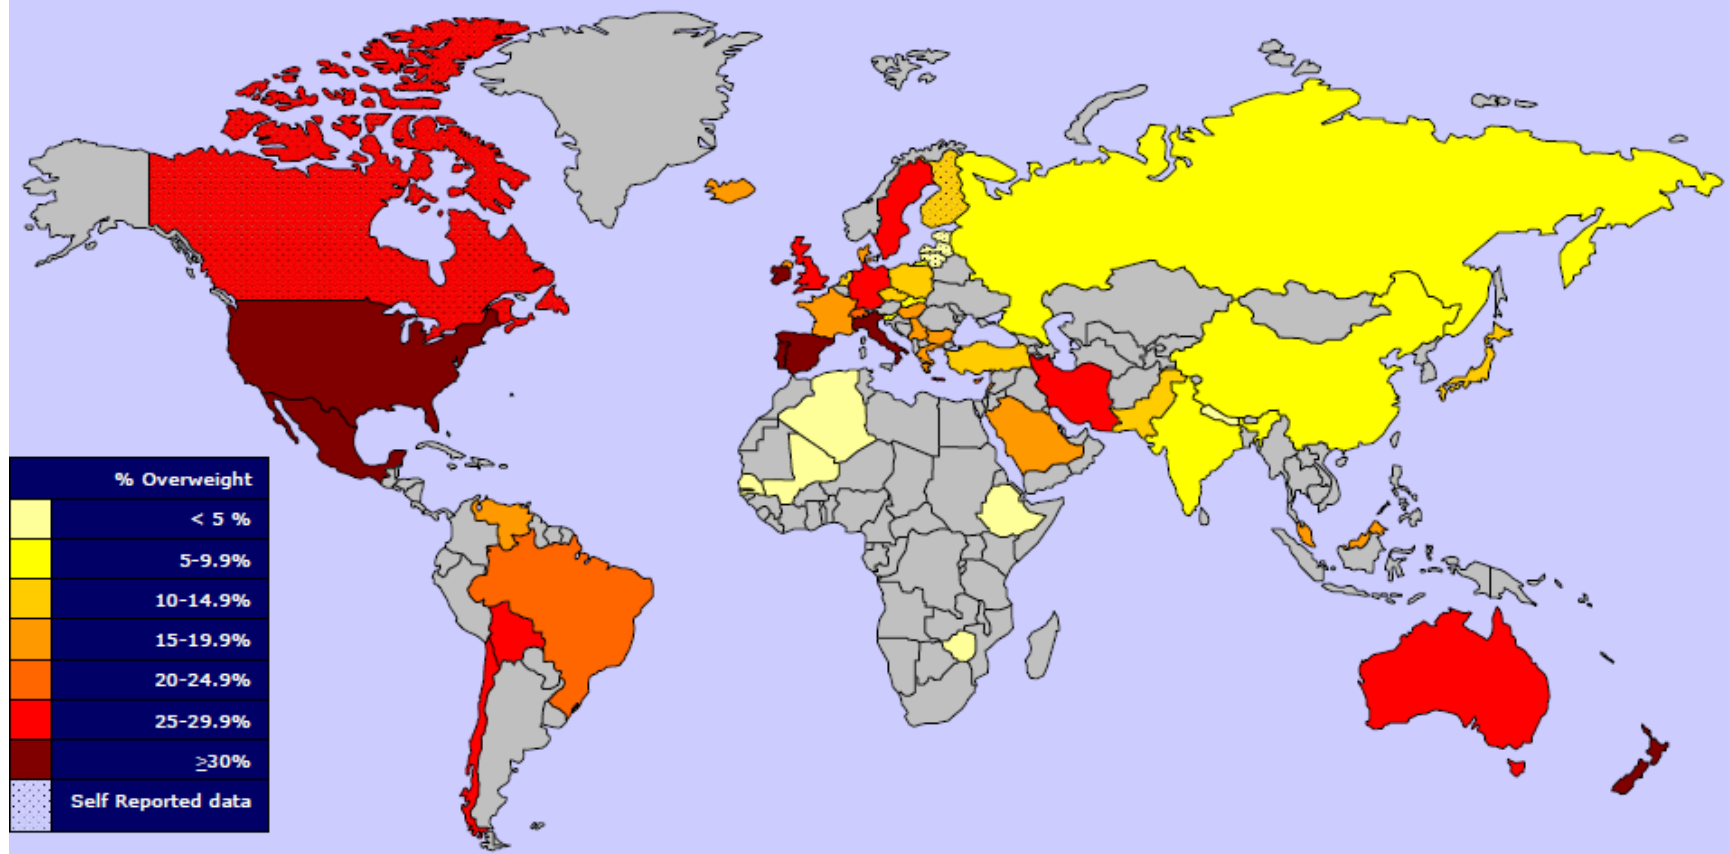 % Overweight
< 5 %
5-9.9%
10-14.9%
15-19.9%
20-24.9%
25-29.9%
≥30%
Self Reported data